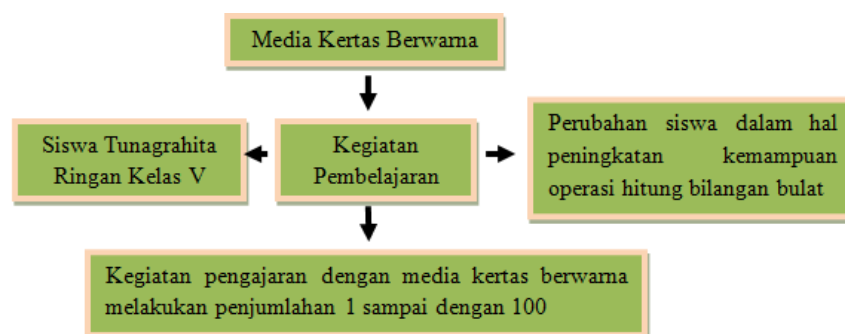 Media Kertas Berwarna
Siswa Tunagrahita
Ringan Kelas V
Kegiatan
Pembelajaran
Perubahan siswa dalam hal
peningkatan kemampuan
operasi hitung bilangan bulat
Kegiatan pengajaran dengan media kertas berwarna
melakukan penjumlahan 1 sampai dengan 100